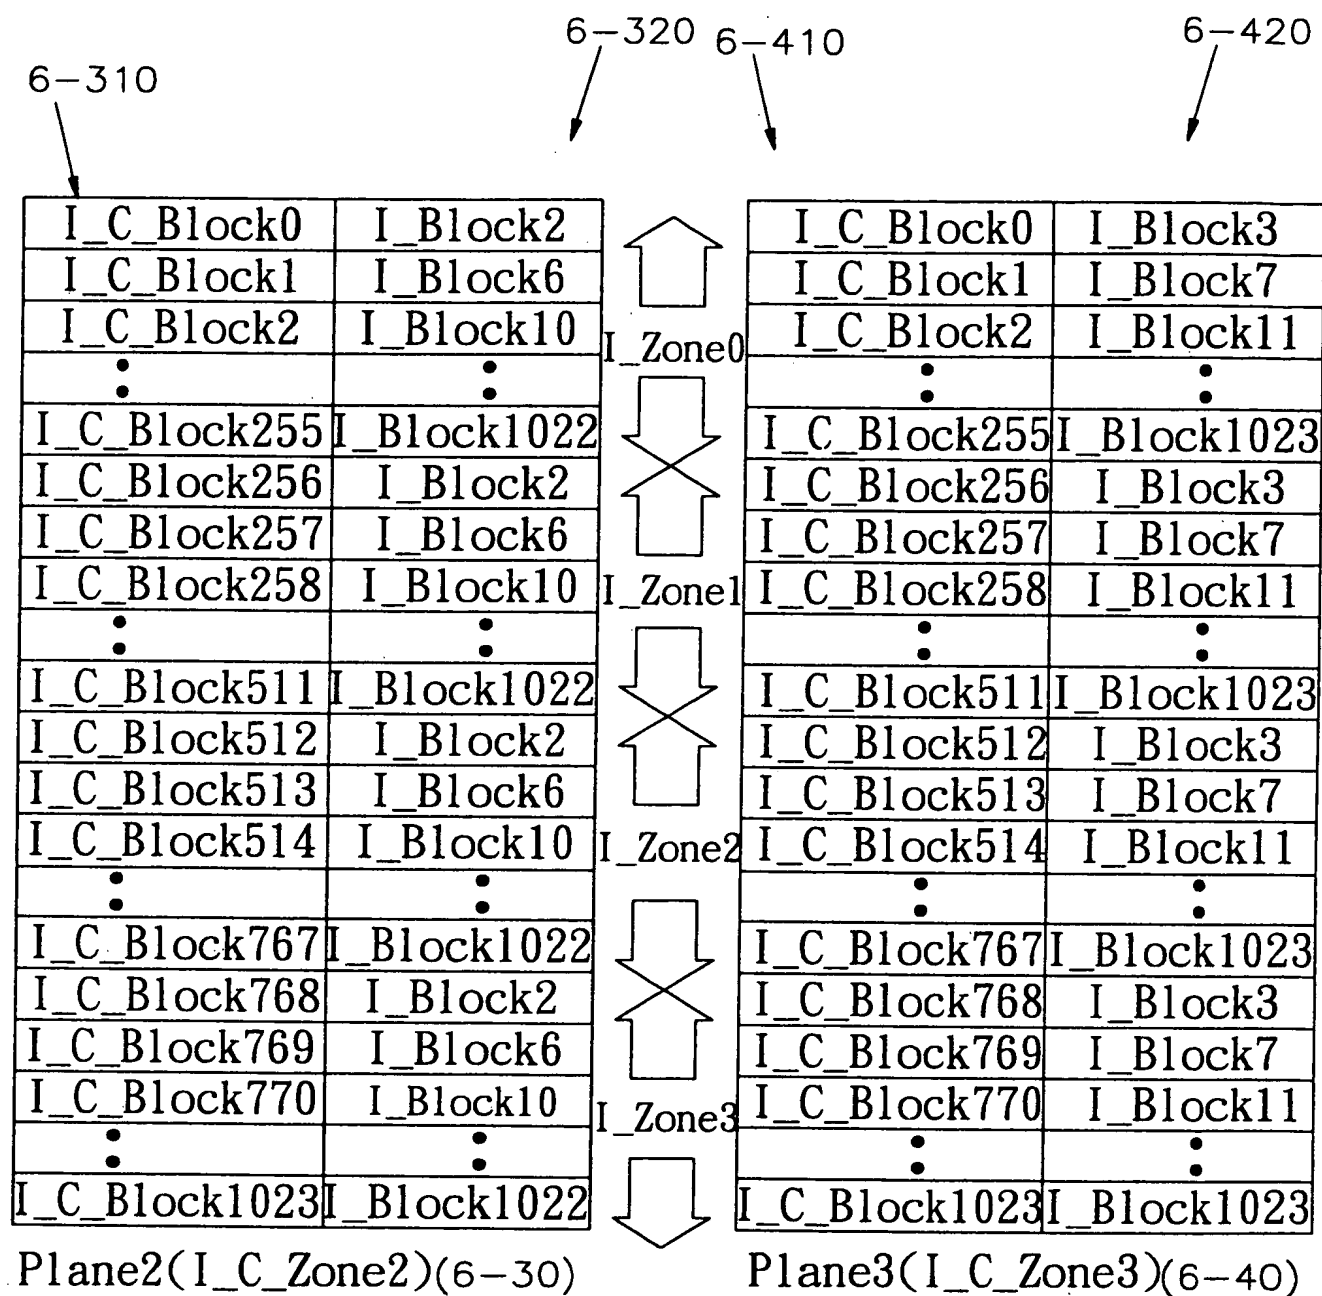 6-320 6-410 6-420
6-310
I_C_Block0 I_Block2 I_C_Block0 I_Block3
I_C_Block1 I_Block6 I_C_Block1 I_Block7
I_C_Block2 I_Block10 I_Zone0 I_C_Block2 I_Block11
I_C_Block255 I_Block1022 I_C_Block255 I_Block1023
I_C_Block256 I_Block2 I_C_Block256 I_Block3
I_C_Block257 I_Block6 I_C_Block257 I_Block7
I_C_Block258 I_Block10 I_Zone1 I_C_Block258 I_Block11
I_C_Block511 I_Block1022 I_C_Block511 I_Block1023
I_C_Block512 I_Block2 I_C_Block512 I_Block3
I_C_Block513 I_Block6 I_C_Block513 I_Block7
I_C_Block514 I_Block10 I_Zone2 I_C_Block514 I_Block11
I_C_Block767 I_Block1022 I_C_Block767 I_Block1023
I_C_Block768 I_Block2 I_C_Block768 I_Block3
I_C_Block769 I_Block6 I_C_Block769 I_Block7
I_C_Block770 I_Block10 I_Zone3 I_C_Block770 I_Block11
I_C_Block1023 I_Block1022 I_C_Block1023 I_Block1023
Plane2(I_C_Zone2)(6-30) Plane3(I_C_Zone3)(6-40)